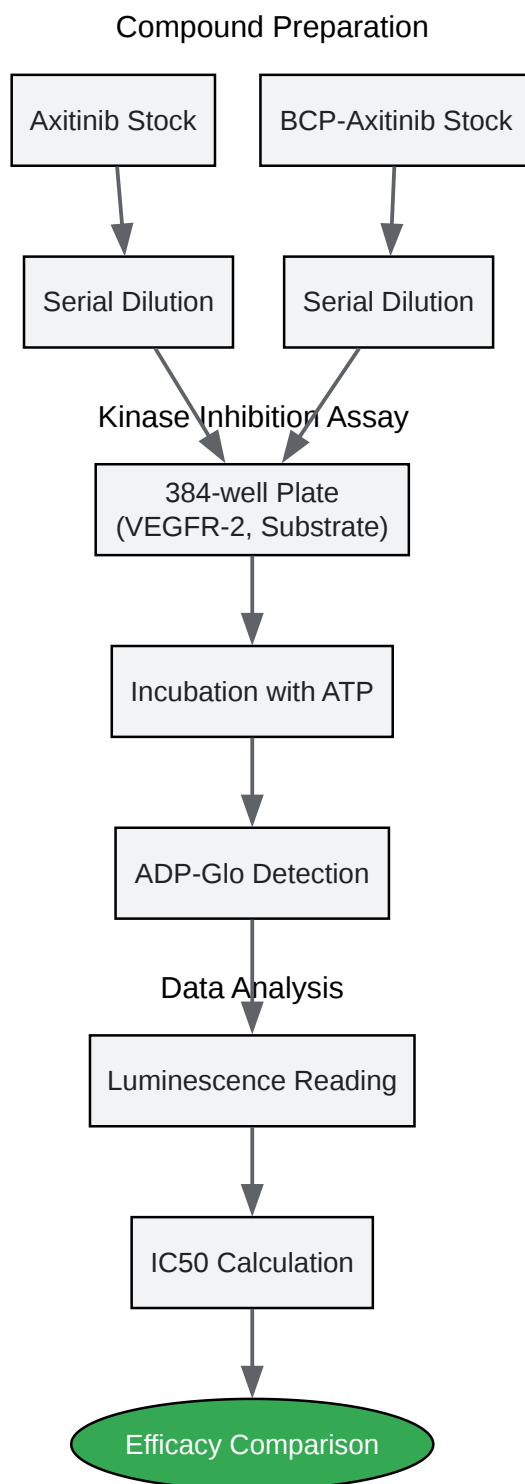 Compound Preparation
Axitinib Stock
BCP-Axitinib Stock
Serial Dilution
Serial Dilution
Kinase Inhibition Assay
384-well Plate
(VEGFR-2, Substrate)
Incubation with ATP
ADP-Glo Detection
Data Analysis
Luminescence Reading
IC50 Calculation
Efficacy Comparison